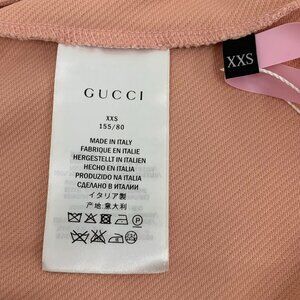 GUCCI
XXS
155/80
MADE IN ITALY
FABRIQUÉ EN ITALIE
HERGESTELLT IN ITALIEN
HECHO EN ITALIA
PRODUZIDO NA ITÁLIA
СДЕЛАНО В ИТАЛИИ
イタリア製
产地:意大利
XXS